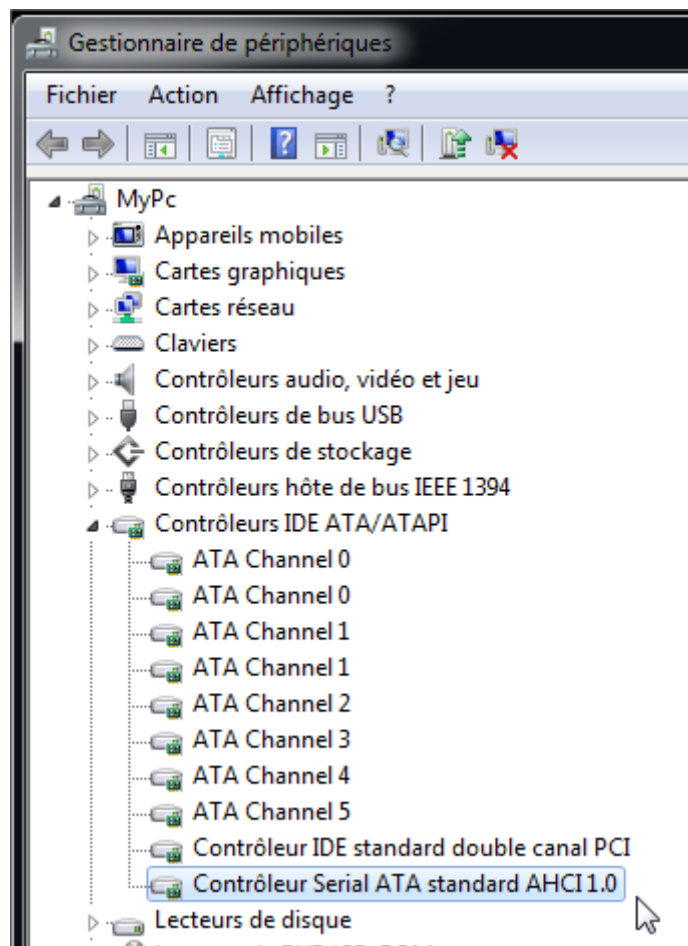 Gestionnaire de périphériques
Fichier Action Affichage ?
MyPc
Appareils mobiles
Cartes graphiques
Cartes réseau
Claviers
Contrôleurs audio, vidéo et jeu
Contrôleurs de bus USB
Contrôleurs de stockage
Contrôleurs hôte de bus IEEE 1394
Contrôleurs IDE ATA/ATAPI
ATA Channel 0
ATA Channel 0
ATA Channel 1
ATA Channel 1
ATA Channel 2
ATA Channel 3
ATA Channel 4
ATA Channel 5
Contrôleur IDE standard double canal PCI
Contrôleur Serial ATA standard AHCI 1.0
Lecteurs de disque